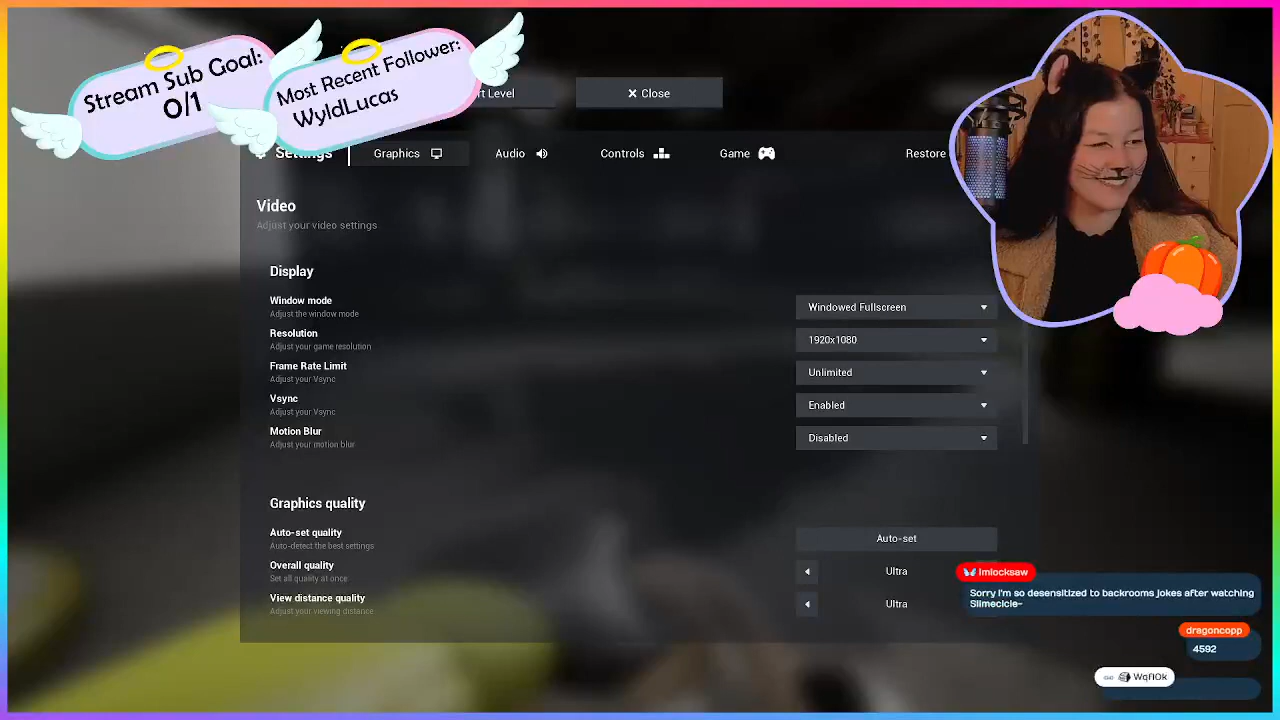 Stream Sub Goal:
0/1
Most Recent Follower:
WyldLucas
rt Level
Close
Settings
Graphics
Audio
Controls
Game
Restore
Video
Adjust your video settings
Display
Window mode
Adjust the window mode
Windowed Fullscreen
Resolution
Adjust your game resolution
1920x1080
Frame Rate Limit
Adjust your Vsync
Unlimited
Vsync
Adjust your Vsync
Enabled
Motion Blur
Adjust your motion blur
Disabled
Graphics quality
Auto-set quality
Auto-detect the best settings
Auto-set
Overall quality
Set all quality at once
Ultra
View distance quality
Adjust your viewing distance
Ultra
Imlocksaw
Sorry I'm so desensitized to backrooms jokes after watching
Slimecicle-
dragoncopp
4592